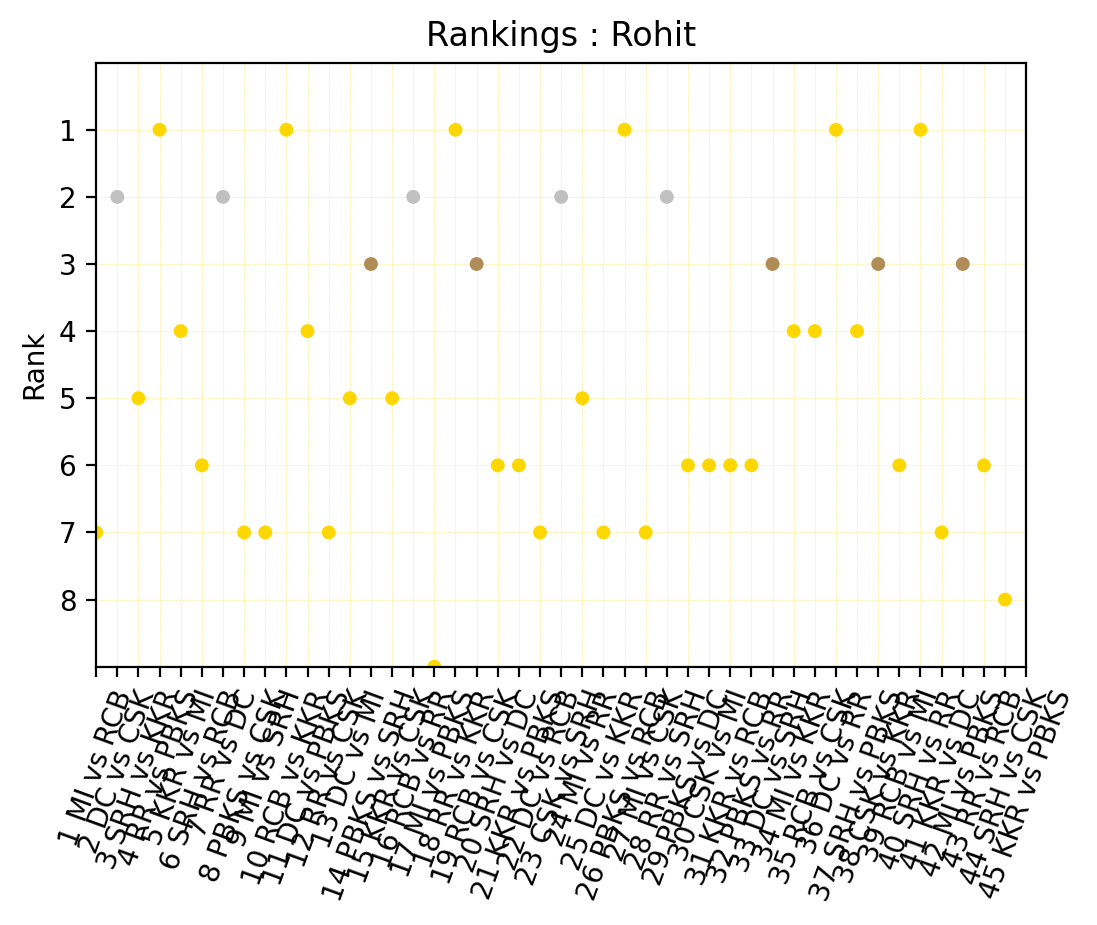 Rankings : Rohit
Rank
1
2
3
4
5
6
7
8
1 MI vs RCB
2 DC vs CSK
3 SRH vs KKR
4 RR vs PBKS
5 KKR vs MI
6 SRH vs RCB
7 RR vs DC
8 PBKS vs CSK
9 MI vs SRH
10 RCB vs KKR
11 DC vs PBKS
12 RR vs CSK
13 DC vs MI
14 PBKS vs SRH
15 KKR vs CSK
16 RCB vs RR
17 MI vs PBKS
18 RR vs KKR
19 RCB vs CSK
20 SRH vs DC
21 KKR vs PBKS
22 DC vs RCB
23 CSK vs SRH
24 MI vs RR
25 DC vs KKR
26 PBKS vs RCB
27 MI vs CSK
28 RR vs SRH
29 PBKS vs DC
30 CSK vs MI
31 KKR vs RCB
32 PBKS vs RR
33 DC vs SRH
34 MI vs KKR
35 RCB vs CSK
36 DC vs RR
37 SRH vs PBKS
38 CSK vs KKR
39 RCB vs MI
40 SRH vs RR
41 KKR vs DC
42 MI vs PBKS
43 RR vs RCB
44 SRH vs CSK
45 KKR vs PBKS